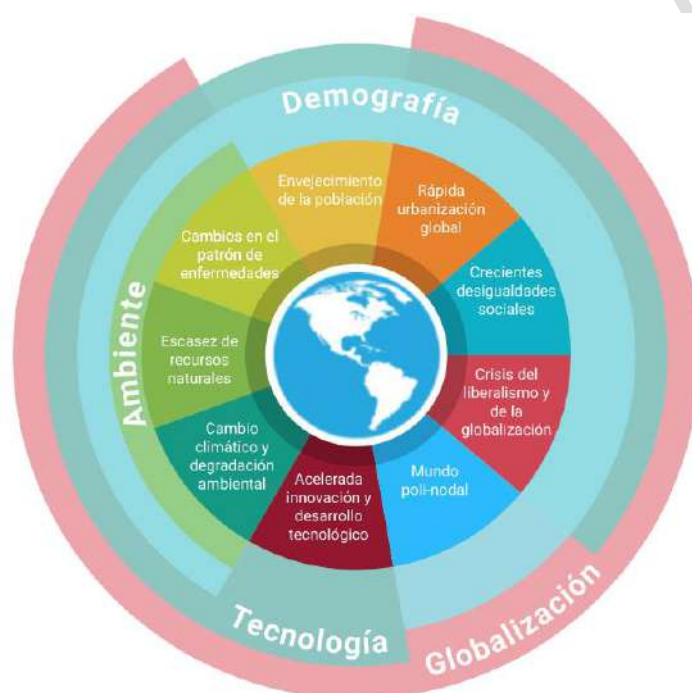 Demografía
Envejecimiento
de la población
Rápida
urbanización
global
Crecientes
desigualdades
sociales
Crisis del
liberalismo y
de la
globalización
Mundo
poli-nodal
Acelerada
innovación y
desarrollo
tecnológico
Cambio
climático y
degradación
ambiental
Escasez de
recursos
naturales
Cambios en el
patrón de
enfermedades
Ambiente
Tecnología
Globalización